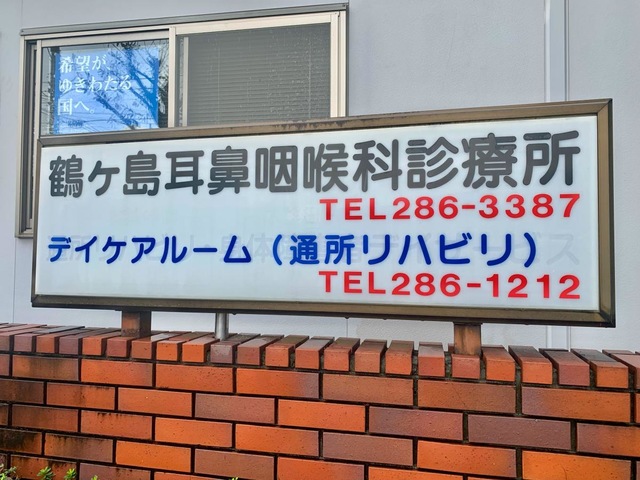 希望が
ゆきわたる
国へ。
鶴ヶ島耳鼻咽喉科診療所
TEL286-3387
デイケアルーム（通所リハビリ）
TEL286-1212